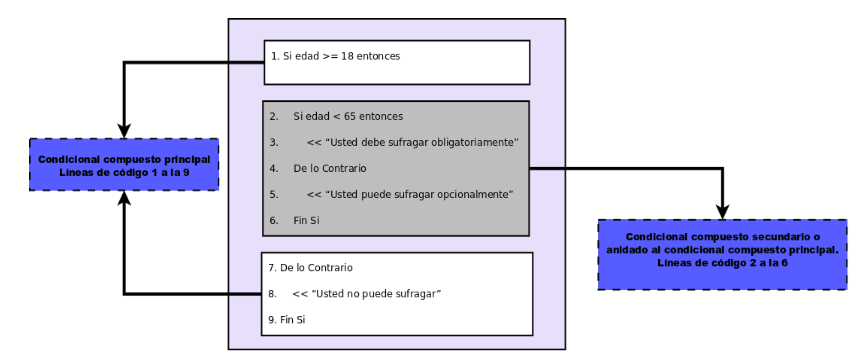 1. Si edad >= 18 entonces
2. Si edad < 65 entonces
3. << “Usted debe sufragar obligatoriamente”
4. De lo Contrario
5. << “Usted puede sufragar opcionalmente”
6. Fin Si
7. De lo Contrario
8. << “Usted no puede sufragar”
9. Fin Si
Condicional compuesto principal
Líneas de código 1 a la 9
Condicional compuesto secundario o
anidado al condicional compuesto principal.
Líneas de código 2 a la 6